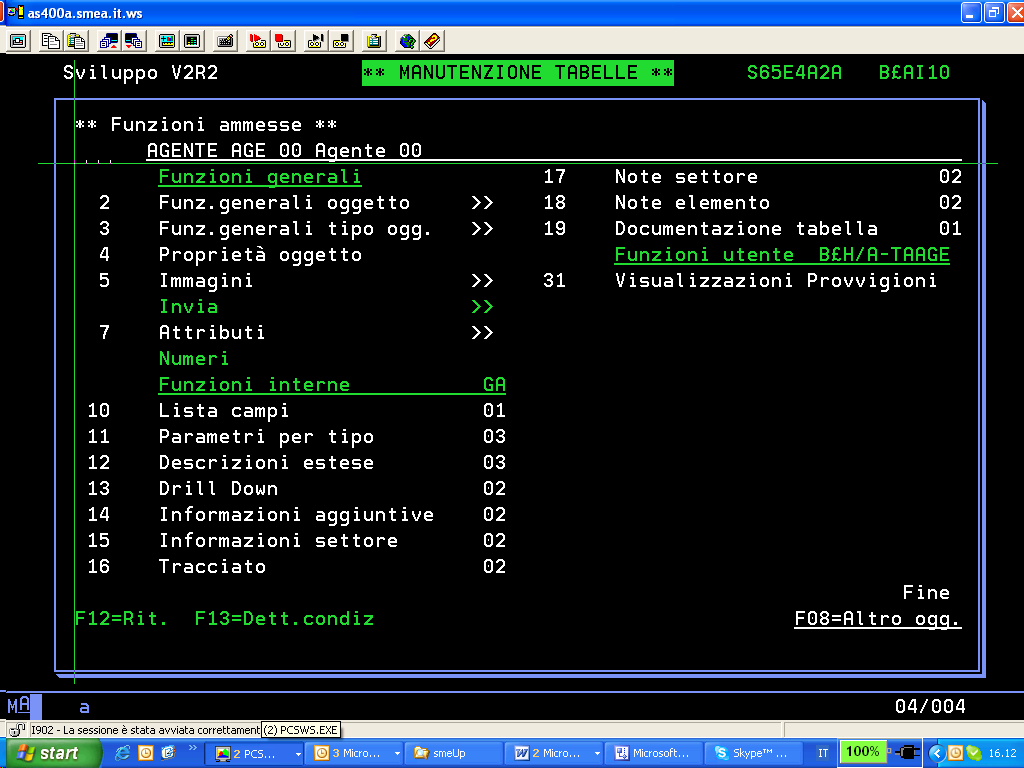 as400a.smea.it.ws
Sviluppo V2R2 ** MANUTENZIONE TABELLE ** S65E4A2A B£AI10
** Funzioni ammesse **
AGENTE AGE 00 Agente 00
Funzioni generali 17 Note settore 02
2 Funz.generali oggetto >> 18 Note elemento 02
3 Funz.generali tipo ogg. >> 19 Documentazione tabella 01
4 Proprietà oggetto Funzioni utente B£H/A-TAAGE
5 Immagini >> 31 Visualizzazioni Provvigioni
Invia >>
7 Attributi >>
Numeri
Funzioni interne GA
10 Lista campi 01
11 Parametri per tipo 03
12 Descrizioni estese 03
13 Drill Down 02
14 Informazioni aggiuntive 02
15 Informazioni settore 02
16 Tracciato 02
Fine
F12=Rit. F13=Dett.condiz F08=Altro ogg.
MA a 04/004
I902 - La sessione è stata avviata correttament (2) PCSWS.EXE
start 2 PCS... 3 Micro... smeUp 2 Micro... Microsoft... Skype™ ... IT 100% 16.12